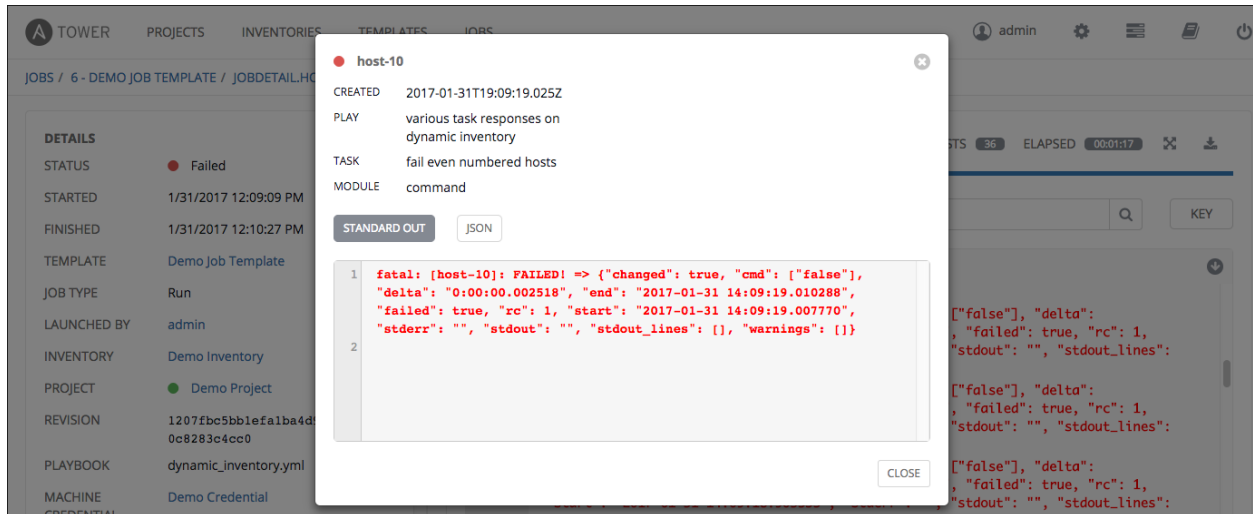 A TOWER PROJECTS INVENTORIES TEMPLATES JOBS admin
JOBS / 6 - DEMO JOB TEMPLATE / JOBDETAIL.HO
DETAILS
STATUS Failed
STARTED 1/31/2017 12:09:09 PM
FINISHED 1/31/2017 12:10:27 PM
TEMPLATE Demo Job Template
JOB TYPE Run
LAUNCHED BY admin
INVENTORY Demo Inventory
PROJECT Demo Project
REVISION 1207fbc5bb1efa1ba4d9
0c8283c4cc0
PLAYBOOK dynamic_inventory.yml
MACHINE Demo Credential
CREDENTIAL
host-10
CREATED 2017-01-31T19:09:19.025Z
PLAY various task responses on
dynamic inventory
TASK fail even numbered hosts
MODULE command
STANDARD OUT JSON
1 fatal: [host-10]: FAILED! => {"changed": true, "cmd": ["false"],
"delta": "0:00:00.002518", "end": "2017-01-31 14:09:19.010288",
"failed": true, "rc": 1, "start": "2017-01-31 14:09:19.007770",
"stderr": "", "stdout": "", "stdout_lines": [], "warnings": []}
2
CLOSE
STS 36 ELAPSED 00:01:17
KEY
["false"], "delta":
, "failed": true, "rc": 1,
"stdout": "", "stdout_lines":
["false"], "delta":
, "failed": true, "rc": 1,
"stdout": "", "stdout_lines":
["false"], "delta":
, "failed": true, "rc": 1,
"stdout": "", "stdout_lines":